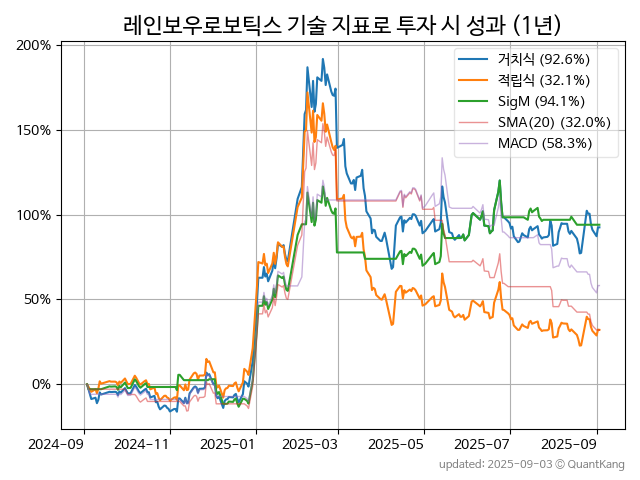 레인보우로보틱스 기술 지표로 투자 시 성과 (1년)
200%
150%
100%
50%
0%
거치식 (92.6%)
적립식 (32.1%)
SigM (94.1%)
SMA(20) (32.0%)
MACD (58.3%)
2024-09 2024-11 2025-01 2025-03 2025-05 2025-07 2025-09
updated: 2025-09-03 © QuantKang